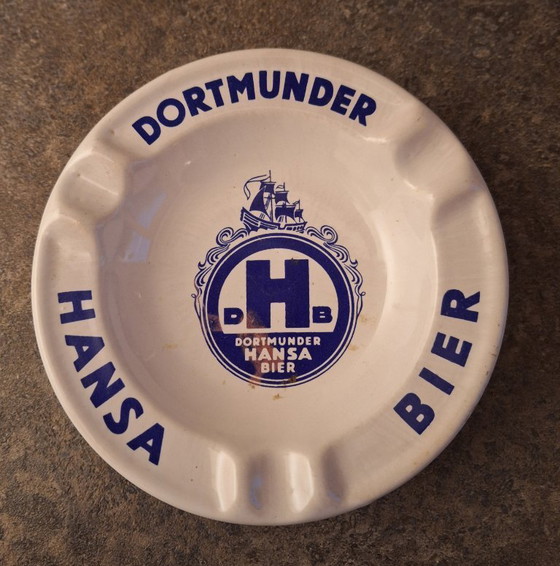 DORTMUNDER
HANSA
BIER
H
D B
DORTMUNDER
HANSA
BIER